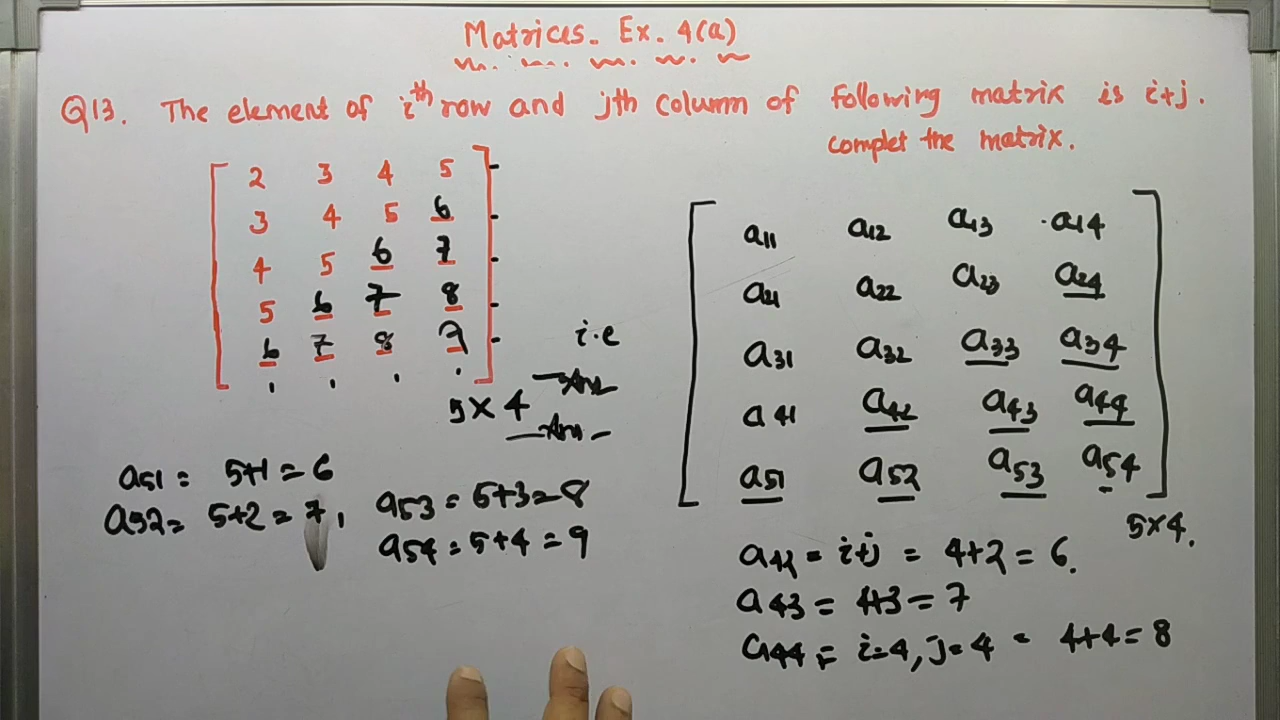 Matrices. Ex. 4(a)
Q13. The element of ith row and jth column of following matrix is i+j.
complet the matrix.
2 3 4 5
3 4 5 6
4 5 6 7
5 6 7 8
6 7 8 9
5×4
Ans
Ans
i.e
a11 a12 a13 a14
a21 a22 a23 a24
a31 a32 a33 a34
a41 a42 a43 a44
a51 a52 a53 a54
5×4.
a51 = 5+1 = 6
a52 = 5+2 = 7,
a53 = 5+3 = 8
a54 = 5+4 = 9
a42 = i+j = 4+2 = 6.
a43 = 4+3 = 7
a44 = i=4, j=4 = 4+4 = 8